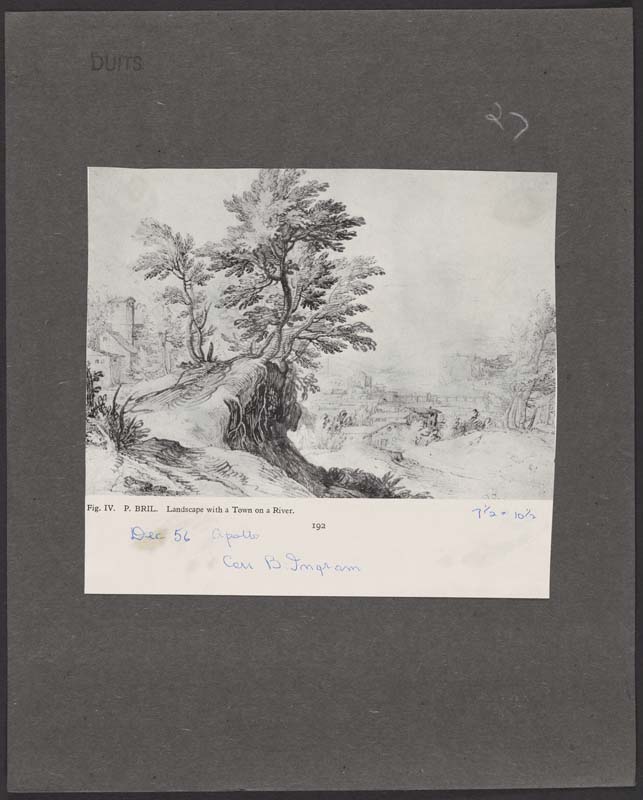 DUITS
27
Fig. IV. P. BRIL. Landscape with a Town on a River.
7½ × 10½
192
Dec 56 Apollo
Coll B. Ingram